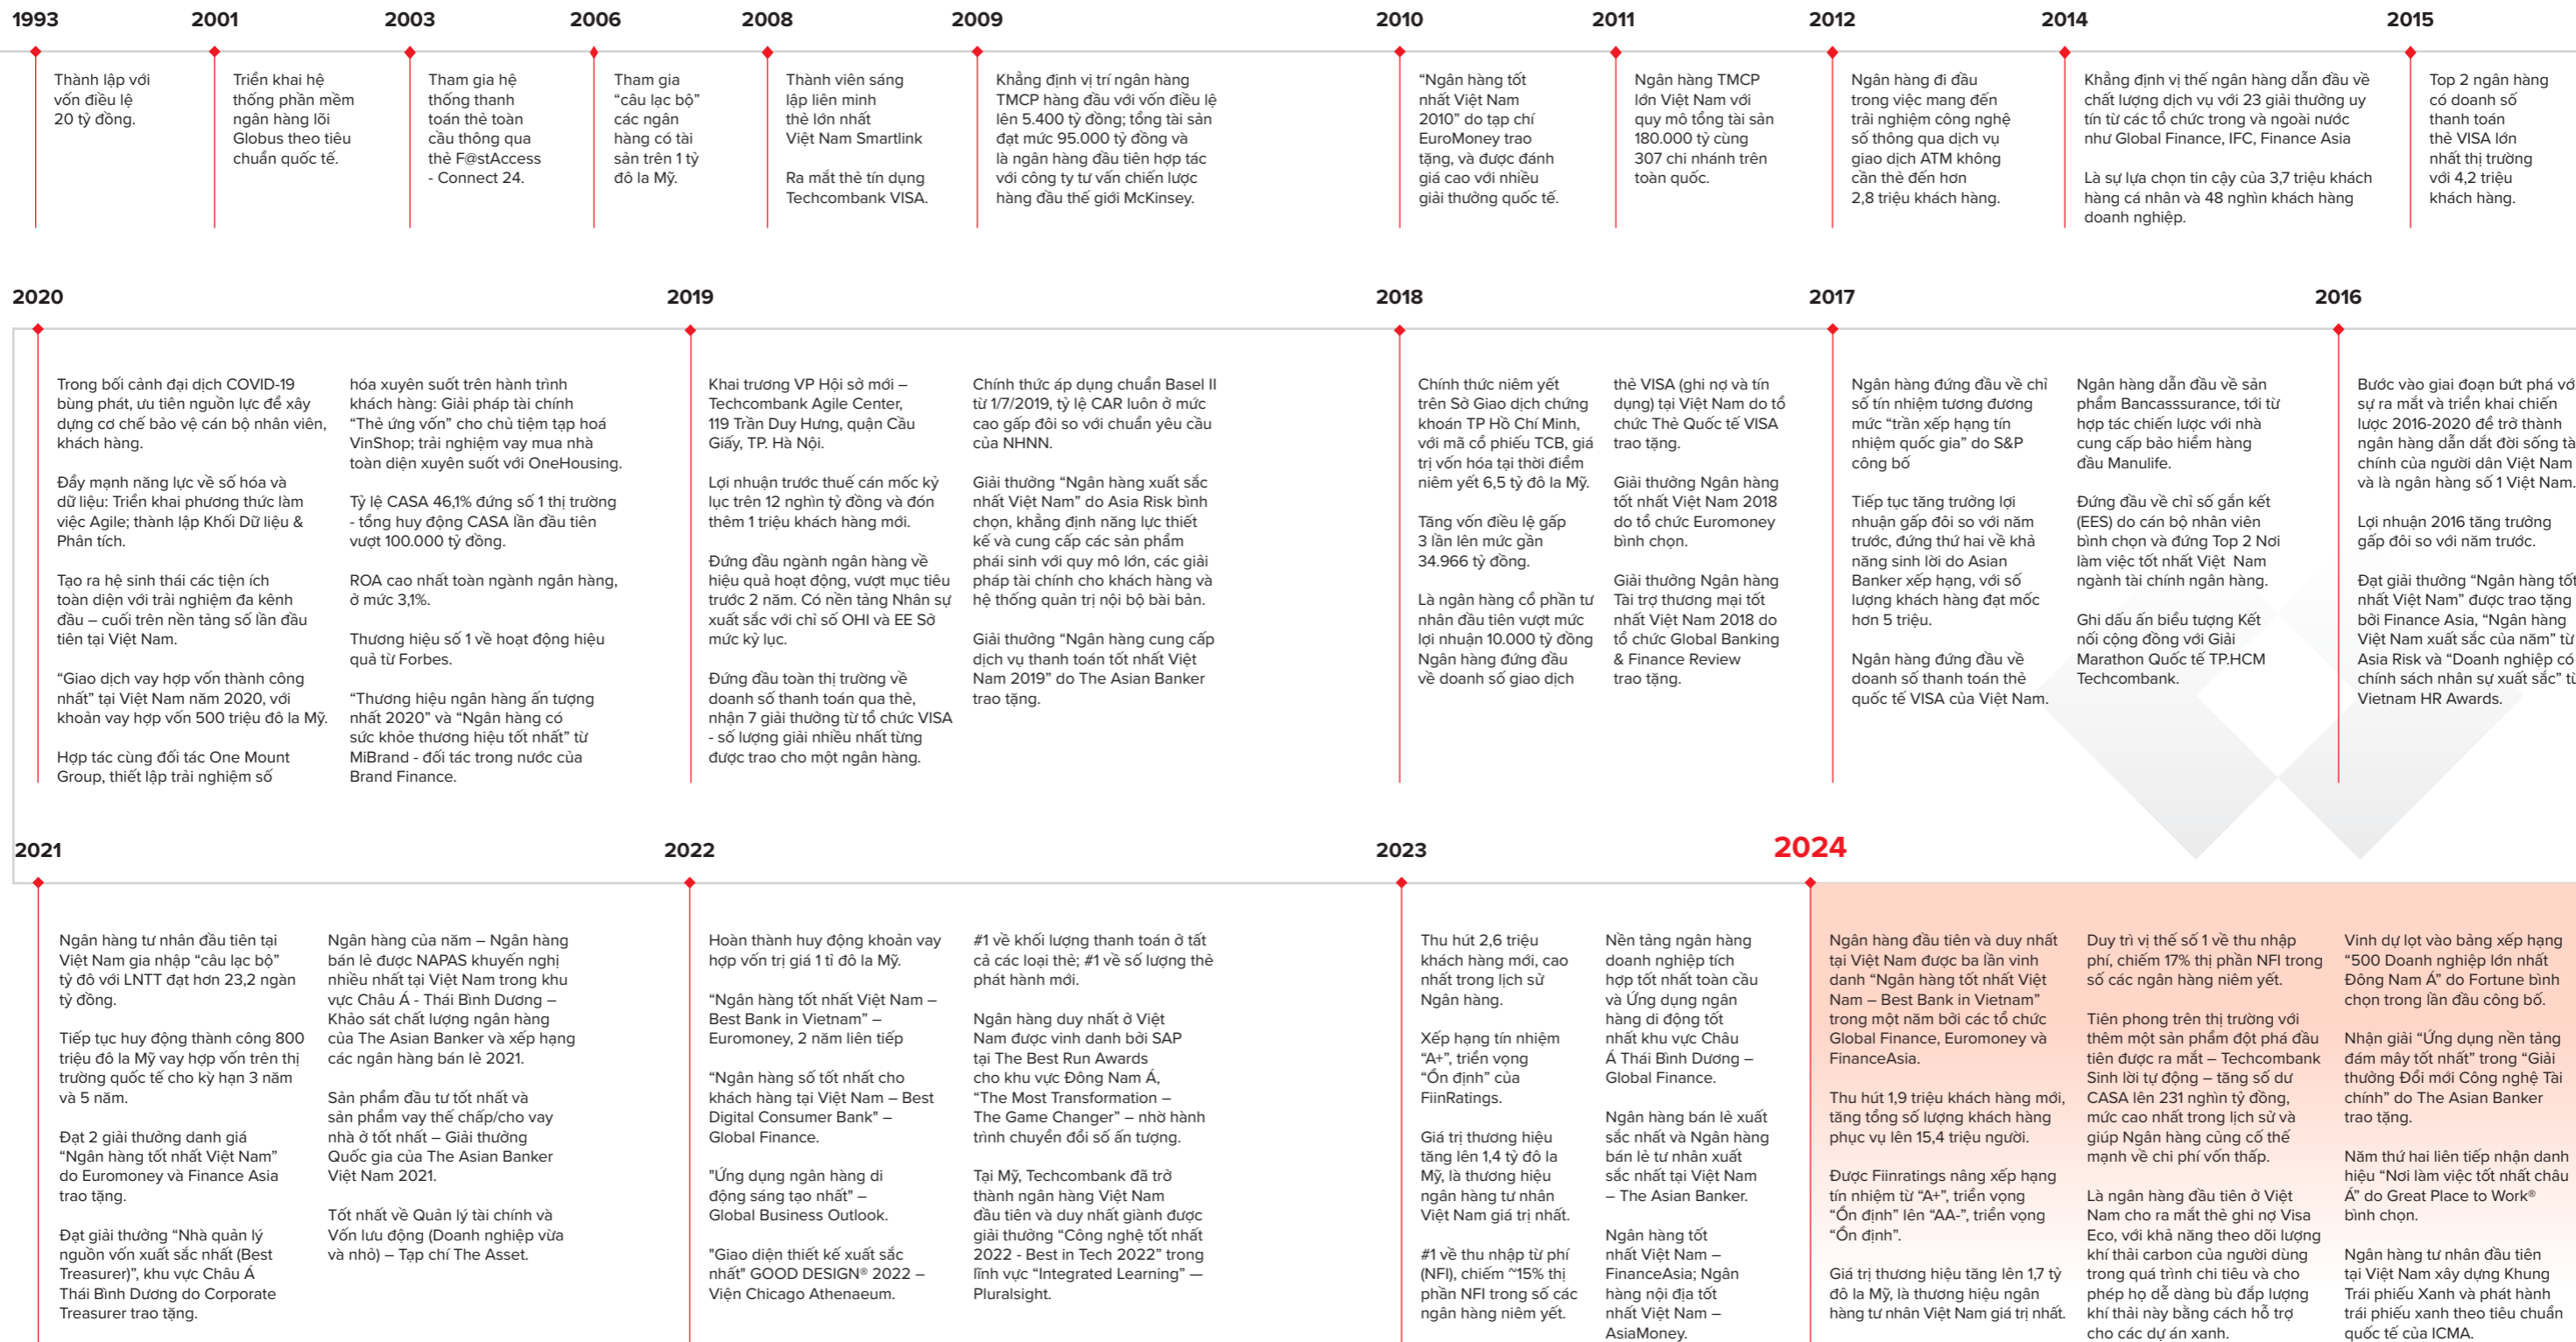 1993
Thành lập với
vốn điều lệ
20 tỷ đồng.
2001
Triển khai hệ
thống phần mềm
ngân hàng lõi
Globus theo tiêu
chuẩn quốc tế.
2003
Tham gia hệ
thống thanh
toán thẻ toàn
cầu thông qua
thẻ F@stAccess
- Connect 24.
2006
Tham gia
“câu lạc bộ”
các ngân
hàng có tài
sản trên 1 tỷ
đô la Mỹ.
2008
Thành viên sáng
lập liên minh
thẻ lớn nhất
Việt Nam Smartlink
Ra mắt thẻ tín dụng
Techcombank VISA.
2009
Khẳng định vị trí ngân hàng
TMCP hàng đầu với vốn điều lệ
lên 5.400 tỷ đồng; tổng tài sản
đạt mức 95.000 tỷ đồng và
là ngân hàng đầu tiên hợp tác
với công ty tư vấn chiến lược
hàng đầu thế giới McKinsey.
2010
“Ngân hàng tốt
nhất Việt Nam
2010” do tạp chí
EuroMoney trao
tặng, và được đánh
giá cao với nhiều
giải thưởng quốc tế.
2011
Ngân hàng TMCP
lớn Việt Nam với
quy mô tổng tài sản
180.000 tỷ cùng
307 chi nhánh trên
toàn quốc.
2012
Ngân hàng đi đầu
trong việc mang đến
trải nghiệm công nghệ
số thông qua dịch vụ
giao dịch ATM không
cần thẻ đến hơn
2,8 triệu khách hàng.
2014
Khẳng định vị thế ngân hàng dẫn đầu về
chất lượng dịch vụ với 23 giải thưởng uy
tín từ các tổ chức trong và ngoài nước
như Global Finance, IFC, Finance Asia
Là sự lựa chọn tin cậy của 3,7 triệu khách
hàng cá nhân và 48 nghìn khách hàng
doanh nghiệp.
2015
Top 2 ngân hàng
có doanh số
thanh toán
thẻ VISA lớn
nhất thị trường
với 4,2 triệu
khách hàng.
2020
Trong bối cảnh đại dịch COVID-19
bùng phát, ưu tiên nguồn lực để xây
dựng cơ chế bảo vệ cán bộ nhân viên,
khách hàng.
Đẩy mạnh năng lực về số hóa và
dữ liệu: Triển khai phương thức làm
việc Agile; thành lập Khối Dữ liệu &
Phân tích.
Tạo ra hệ sinh thái các tiện ích
toàn diện với trải nghiệm đa kênh
đầu – cuối trên nền tảng số lần đầu
tiên tại Việt Nam.
“Giao dịch vay hợp vốn thành công
nhất” tại Việt Nam năm 2020, với
khoản vay hợp vốn 500 triệu đô la Mỹ.
Hợp tác cùng đối tác One Mount
Group, thiết lập trải nghiệm số
hóa xuyên suốt trên hành trình
khách hàng: Giải pháp tài chính
“Thẻ ứng vốn” cho chủ tiệm tạp hoá
VinShop; trải nghiệm vay mua nhà
toàn diện xuyên suốt với OneHousing.
Tỷ lệ CASA 46,1% đứng số 1 thị trường
- tổng huy động CASA lần đầu tiên
vượt 100.000 tỷ đồng.
ROA cao nhất toàn ngành ngân hàng,
ở mức 3,1%.
Thương hiệu số 1 về hoạt động hiệu
quả từ Forbes.
“Thương hiệu ngân hàng ấn tượng
nhất 2020” và “Ngân hàng có
sức khỏe thương hiệu tốt nhất” từ
MiBrand - đối tác trong nước của
Brand Finance.
2019
Khai trương VP Hội sở mới –
Techcombank Agile Center,
119 Trần Duy Hưng, quận Cầu
Giấy, TP. Hà Nội.
Lợi nhuận trước thuế cán mốc kỷ
lục trên 12 nghìn tỷ đồng và đón
thêm 1 triệu khách hàng mới.
Đứng đầu ngành ngân hàng về
hiệu quả hoạt động, vượt mục tiêu
trước 2 năm. Có nền tảng Nhân sự
xuất sắc với chỉ số OHI và EE Sở
mức kỷ lục.
Đứng đầu toàn thị trường về
doanh số thanh toán qua thẻ,
nhận 7 giải thưởng từ tổ chức VISA
- số lượng giải nhiều nhất từng
được trao cho một ngân hàng.
Chính thức áp dụng chuẩn Basel II
từ 1/7/2019, tỷ lệ CAR luôn ở mức
cao gấp đôi so với chuẩn yêu cầu
của NHNN.
Giải thưởng “Ngân hàng xuất sắc
nhất Việt Nam” do Asia Risk bình
chọn, khẳng định năng lực thiết
kế và cung cấp các sản phẩm
phái sinh với quy mô lớn, các giải
pháp tài chính cho khách hàng và
hệ thống quản trị nội bộ bài bản.
Giải thưởng “Ngân hàng cung cấp
dịch vụ thanh toán tốt nhất Việt
Nam 2019” do The Asian Banker
trao tặng.
2018
Chính thức niêm yết
trên Sở Giao dịch chứng
khoán TP Hồ Chí Minh,
với mã cổ phiếu TCB, giá
trị vốn hóa tại thời điểm
niêm yết 6,5 tỷ đô la Mỹ.
Tăng vốn điều lệ gấp
3 lần lên mức gần
34.966 tỷ đồng.
Là ngân hàng cổ phần tư
nhân đầu tiên vượt mức
lợi nhuận 10.000 tỷ đồng
Ngân hàng đứng đầu
về doanh số giao dịch
thẻ VISA (ghi nợ và tín
dụng) tại Việt Nam do tổ
chức Thẻ Quốc tế VISA
trao tặng.
Giải thưởng Ngân hàng
tốt nhất Việt Nam 2018
do tổ chức Euromoney
bình chọn.
Giải thưởng Ngân hàng
Tài trợ thương mại tốt
nhất Việt Nam 2018 do
tổ chức Global Banking
& Finance Review
trao tặng.
2017
Ngân hàng đứng đầu về chỉ
số tín nhiệm tương đương
mức “trần xếp hạng tín
nhiệm quốc gia” do S&P
công bố
Tiếp tục tăng trưởng lợi
nhuận gấp đôi so với năm
trước, đứng thứ hai về khả
năng sinh lời do Asian
Banker xếp hạng, với số
lượng khách hàng đạt mốc
hơn 5 triệu.
Ngân hàng đứng đầu về
doanh số thanh toán thẻ
quốc tế VISA của Việt Nam.
Ngân hàng dẫn đầu về sản
phẩm Bancasssurance, tới từ
hợp tác chiến lược với nhà
cung cấp bảo hiểm hàng
đầu Manulife.
Đứng đầu về chỉ số gắn kết
(EES) do cán bộ nhân viên
bình chọn và đứng Top 2 Nơi
làm việc tốt nhất Việt Nam
ngành tài chính ngân hàng.
Ghi dấu ấn biểu tượng Kết
nối cộng đồng với Giải
Marathon Quốc tế TP.HCM
Techcombank.
2016
Bước vào giai đoạn bứt phá vớ
sự ra mắt và triển khai chiến
lược 2016-2020 để trở thành
ngân hàng dẫn dắt đời sống tà
chính của người dân Việt Nam
và là ngân hàng số 1 Việt Nam.
Lợi nhuận 2016 tăng trưởng
gấp đôi so với năm trước.
Đạt giải thưởng “Ngân hàng tốt
nhất Việt Nam” được trao tặng
bởi Finance Asia, “Ngân hàng
Việt Nam xuất sắc của năm” từ
Asia Risk và “Doanh nghiệp có
chính sách nhân sự xuất sắc” từ
Vietnam HR Awards.
2021
Ngân hàng tư nhân đầu tiên tại
Việt Nam gia nhập “câu lạc bộ”
tỷ đô với LNTT đạt hơn 23,2 ngàn
tỷ đồng.
Tiếp tục huy động thành công 800
triệu đô la Mỹ vay hợp vốn trên thị
trường quốc tế cho kỳ hạn 3 năm
và 5 năm.
Đạt 2 giải thưởng danh giá
“Ngân hàng tốt nhất Việt Nam”
do Euromoney và Finance Asia
trao tặng.
Đạt giải thưởng “Nhà quản lý
nguồn vốn xuất sắc nhất (Best
Treasurer)”, khu vực Châu Á
Thái Bình Dương do Corporate
Treasurer trao tặng.
Ngân hàng của năm – Ngân hàng
bán lẻ được NAPAS khuyến nghị
nhiều nhất tại Việt Nam trong khu
vực Châu Á - Thái Bình Dương –
Khảo sát chất lượng ngân hàng
của The Asian Banker và xếp hạng
các ngân hàng bán lẻ 2021.
Sản phẩm đầu tư tốt nhất và
sản phẩm vay thế chấp/cho vay
nhà ở tốt nhất – Giải thưởng
Quốc gia của The Asian Banker
Việt Nam 2021.
Tốt nhất về Quản lý tài chính và
Vốn lưu động (Doanh nghiệp vừa
và nhỏ) – Tạp chí The Asset.
2022
Hoàn thành huy động khoản vay
hợp vốn trị giá 1 tỉ đô la Mỹ.
“Ngân hàng tốt nhất Việt Nam –
Best Bank in Vietnam” –
Euromoney, 2 năm liên tiếp
“Ngân hàng số tốt nhất cho
khách hàng tại Việt Nam – Best
Digital Consumer Bank" –
Global Finance.
"Ứng dụng ngân hàng di
động sáng tạo nhất" –
Global Business Outlook.
"Giao diện thiết kế xuất sắc
nhất" GOOD DESIGN® 2022 –
Viện Chicago Athenaeum.
#1 về khối lượng thanh toán ở tất
cả các loại thẻ; #1 về số lượng thẻ
phát hành mới.
Ngân hàng duy nhất ở Việt
Nam được vinh danh bởi SAP
tại The Best Run Awards
cho khu vực Đông Nam Á,
“The Most Transformation –
The Game Changer” – nhờ hành
trình chuyển đổi số ấn tượng.
Tại Mỹ, Techcombank đã trở
thành ngân hàng Việt Nam
đầu tiên và duy nhất giành được
giải thưởng “Công nghệ tốt nhất
2022 - Best in Tech 2022” trong
lĩnh vực “Integrated Learning” —
Pluralsight.
2023
Thu hút 2,6 triệu
khách hàng mới, cao
nhất trong lịch sử
Ngân hàng.
Xếp hạng tín nhiệm
“A+”, triển vọng
“Ổn định” của
FiinRatings.
Giá trị thương hiệu
tăng lên 1,4 tỷ đô la
Mỹ, là thương hiệu
ngân hàng tư nhân
Việt Nam giá trị nhất.
#1 về thu nhập từ phí
(NFI), chiếm ~15% thị
phần NFI trong số các
ngân hàng niêm yết.
Nền tảng ngân hàng
doanh nghiệp tích
hợp tốt nhất toàn cầu
và Ứng dụng ngân
hàng di động tốt
nhất khu vực Châu
Á Thái Bình Dương –
Global Finance.
Ngân hàng bán lẻ xuất
sắc nhất và Ngân hàng
bán lẻ tư nhân xuất
sắc nhất tại Việt Nam
– The Asian Banker.
Ngân hàng tốt
nhất Việt Nam –
FinanceAsia; Ngân
hàng nội địa tốt
nhất Việt Nam –
AsiaMoney.
2024
Ngân hàng đầu tiên và duy nhất
tại Việt Nam được ba lần vinh
danh “Ngân hàng tốt nhất Việt
Nam – Best Bank in Vietnam”
trong một năm bởi các tổ chức
Global Finance, Euromoney và
FinanceAsia.
Thu hút 1,9 triệu khách hàng mới,
tăng tổng số lượng khách hàng
phục vụ lên 15,4 triệu người.
Được Fiinratings nâng xếp hạng
tín nhiệm từ “A+”, triển vọng
“Ổn định” lên “AA-”, triển vọng
“Ổn định”.
Giá trị thương hiệu tăng lên 1,7 tỷ
đô la Mỹ, là thương hiệu ngân
hàng tư nhân Việt Nam giá trị nhất.
Duy trì vị thế số 1 về thu nhập
phí, chiếm 17% thị phần NFI trong
số các ngân hàng niêm yết.
Tiên phong trên thị trường với
thêm một sản phẩm đột phá đầu
tiên được ra mắt – Techcombank
Sinh lời tự động – tăng số dư
CASA lên 231 nghìn tỷ đồng,
mức cao nhất trong lịch sử và
giúp Ngân hàng củng cố thế
mạnh về chi phí vốn thấp.
Là ngân hàng đầu tiên ở Việt
Nam cho ra mắt thẻ ghi nợ Visa
Eco, với khả năng theo dõi lượng
khí thải carbon của người dùng
trong quá trình chi tiêu và cho
phép họ dễ dàng bù đắp lượng
khí thải này bằng cách hỗ trợ
cho các dự án xanh.
Vinh dự lọt vào bảng xếp hạng
“500 Doanh nghiệp lớn nhất
Đông Nam Á” do Fortune bình
chọn trong lần đầu công bố.
Nhận giải “Ứng dụng nền tảng
đám mây tốt nhất” trong “Giải
thưởng Đổi mới Công nghệ Tài
chính” do The Asian Banker
trao tặng.
Năm thứ hai liên tiếp nhận danh
hiệu “Nơi làm việc tốt nhất châu
Á” do Great Place to Work®
bình chọn.
Ngân hàng tư nhân đầu tiên
tại Việt Nam xây dựng Khung
Trái phiếu Xanh và phát hành
trái phiếu xanh theo tiêu chuẩn
quốc tế của ICMA.